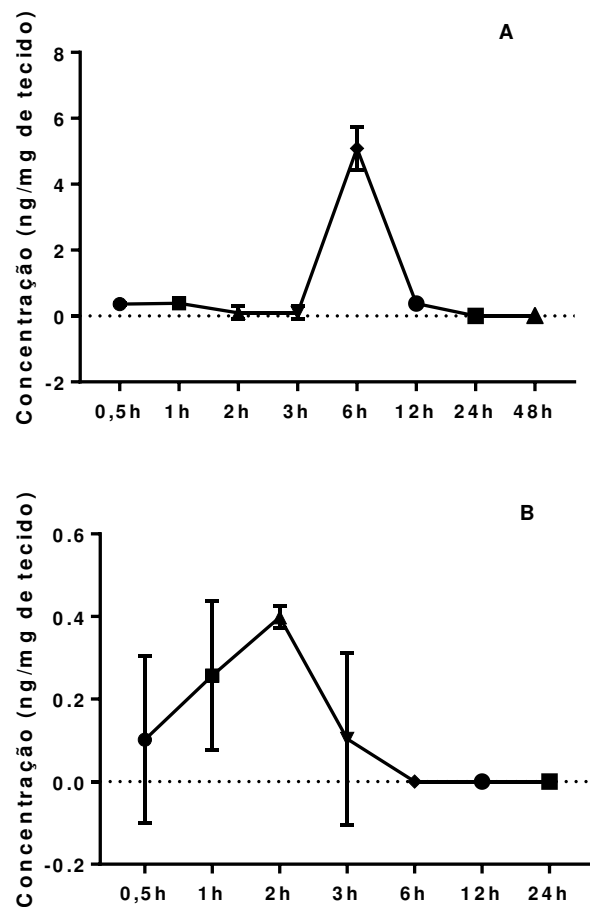 A
Concentração (ng/mg de tecido)
8
6
4
2
0
-2
0,5h 1h 2h 3h 6h 12h 24h 48h
B
Concentração (ng/mg de tecido)
0.6
0.4
0.2
0.0
-0.2
0,5h 1h 2h 3h 6h 12h 24h